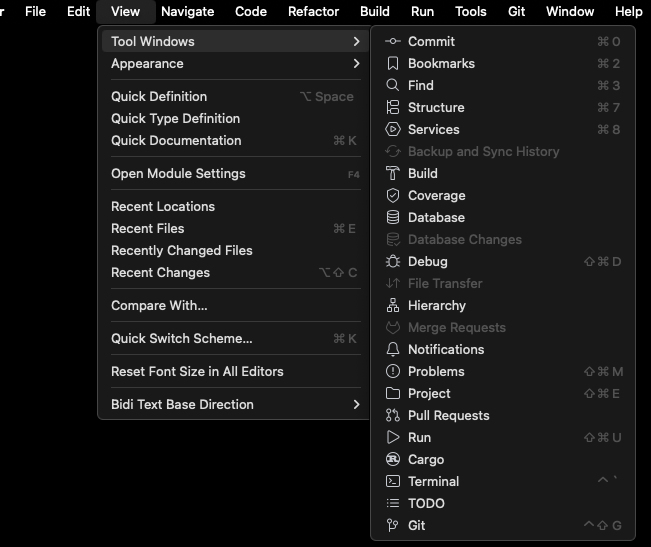 r File Edit View Navigate Code Refactor Build Run Tools Git Window Help
Tool Windows
Appearance
Quick Definition ⌥ Space
Quick Type Definition
Quick Documentation ⌘ K
Open Module Settings F4
Recent Locations
Recent Files ⌘ E
Recently Changed Files
Recent Changes ⌥⇧ C
Compare With...
Quick Switch Scheme... ⌘ K
Reset Font Size in All Editors
Bidi Text Base Direction
Commit ⌘ 0
Bookmarks ⌘ 2
Find ⌘ 3
Structure ⌘ 7
Services ⌘ 8
Backup and Sync History
Build
Coverage
Database
Database Changes
Debug ⇧⌘ D
File Transfer
Hierarchy
Merge Requests
Notifications
Problems ⇧⌘ M
Project ⇧⌘ E
Pull Requests
Run ⇧⌘ U
Cargo
Terminal ^ `
TODO
Git ^⇧ G